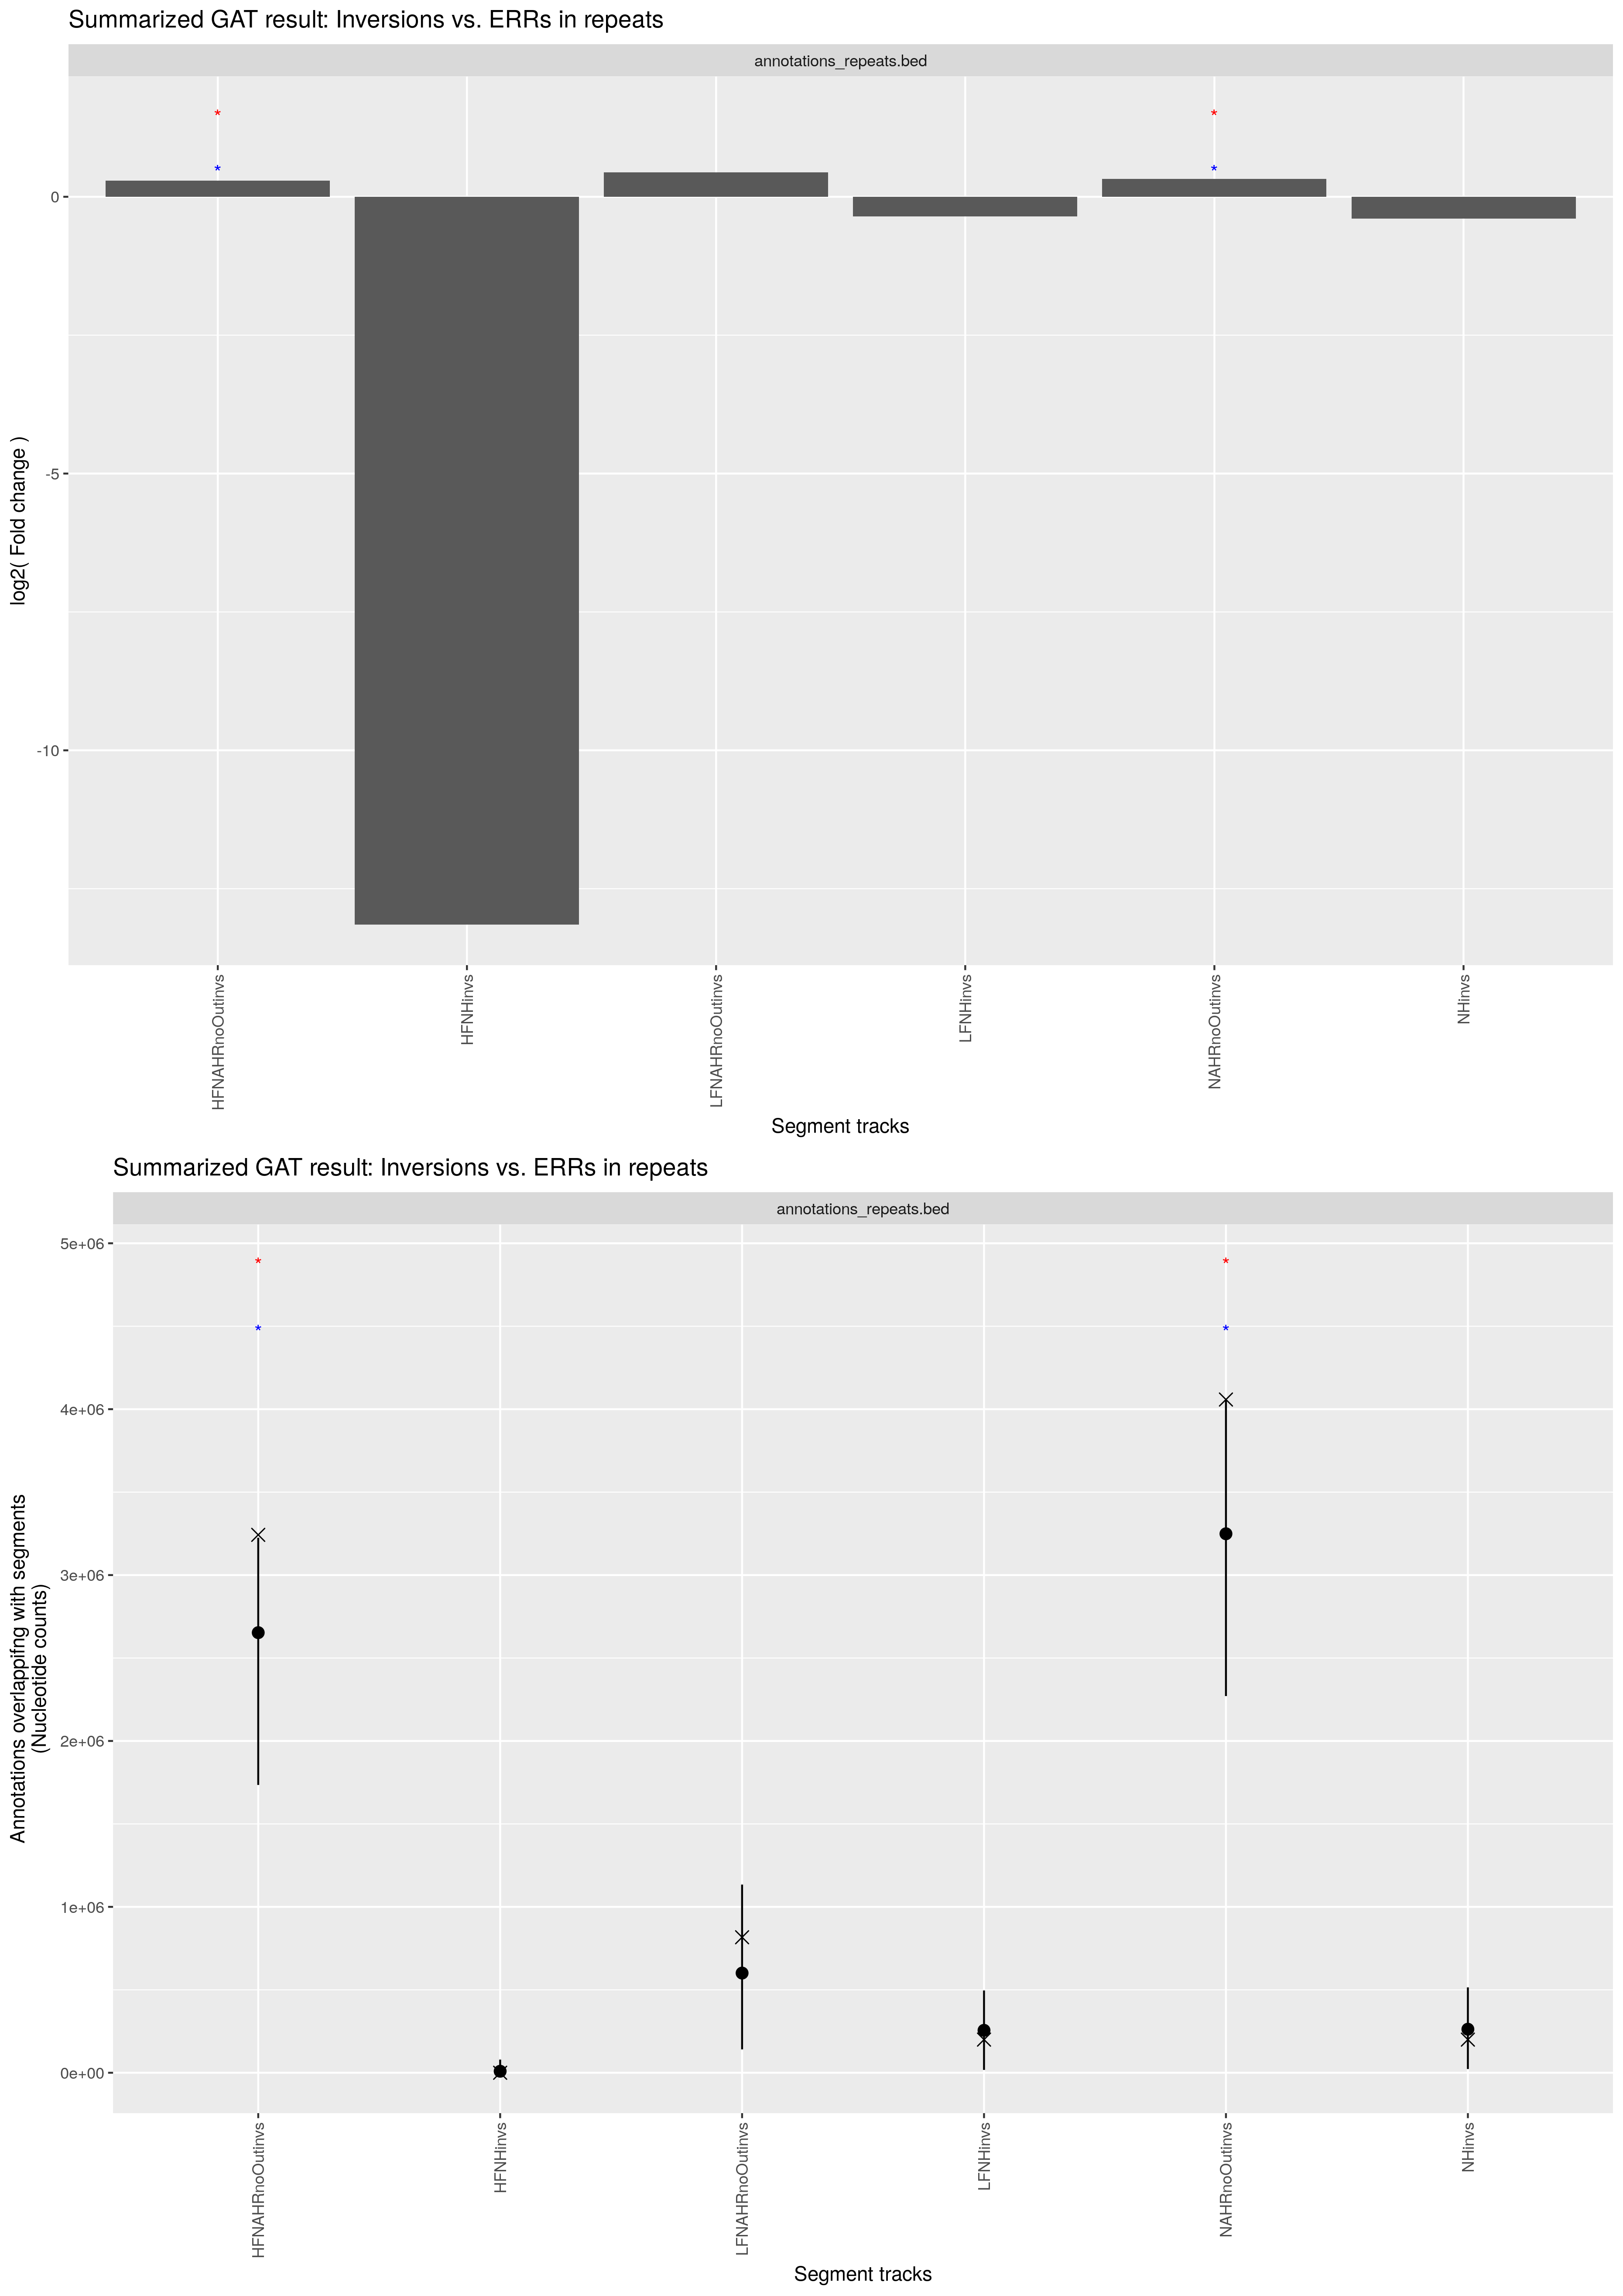 Summarized GAT result: Inversions vs. ERRs in repeats
annotations_repeats.bed
*
*
*
*
0
-5
-10
log2( Fold change )
HFNAHRnoOutinvs
HFNHinvs
LFNAHRnoOutinvs
LFNHinvs
NAHRnoOutinvs
NHinvs
Segment tracks
Summarized GAT result: Inversions vs. ERRs in repeats
annotations_repeats.bed
*
*
*
*
5e+06
4e+06
3e+06
2e+06
1e+06
0e+00
Annotations overlappifng with segments
(Nucleotide counts)
HFNAHRnoOutinvs
HFNHinvs
LFNAHRnoOutinvs
LFNHinvs
NAHRnoOutinvs
NHinvs
Segment tracks